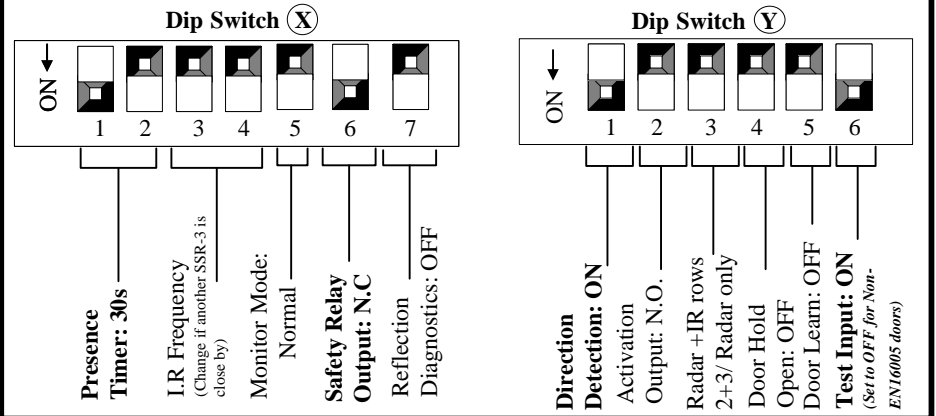 Dip Switch X
ON
1 2 3 4 5 6 7
Presence
Timer: 30s
I.R Frequency
(Change if another SSR-3 is
close by)
Monitor Mode:
Normal
Safety Relay
Output: N.C
Reflection
Diagnostics: OFF
Dip Switch Y
ON
1 2 3 4 5 6
Direction
Detection: ON
Activation
Output: N.O.
Radar +IR rows
2+3/ Radar only
Door Hold
Open: OFF
Door Learn: OFF
Test Input: ON
(Set to OFF for Non-
EN16005 doors)